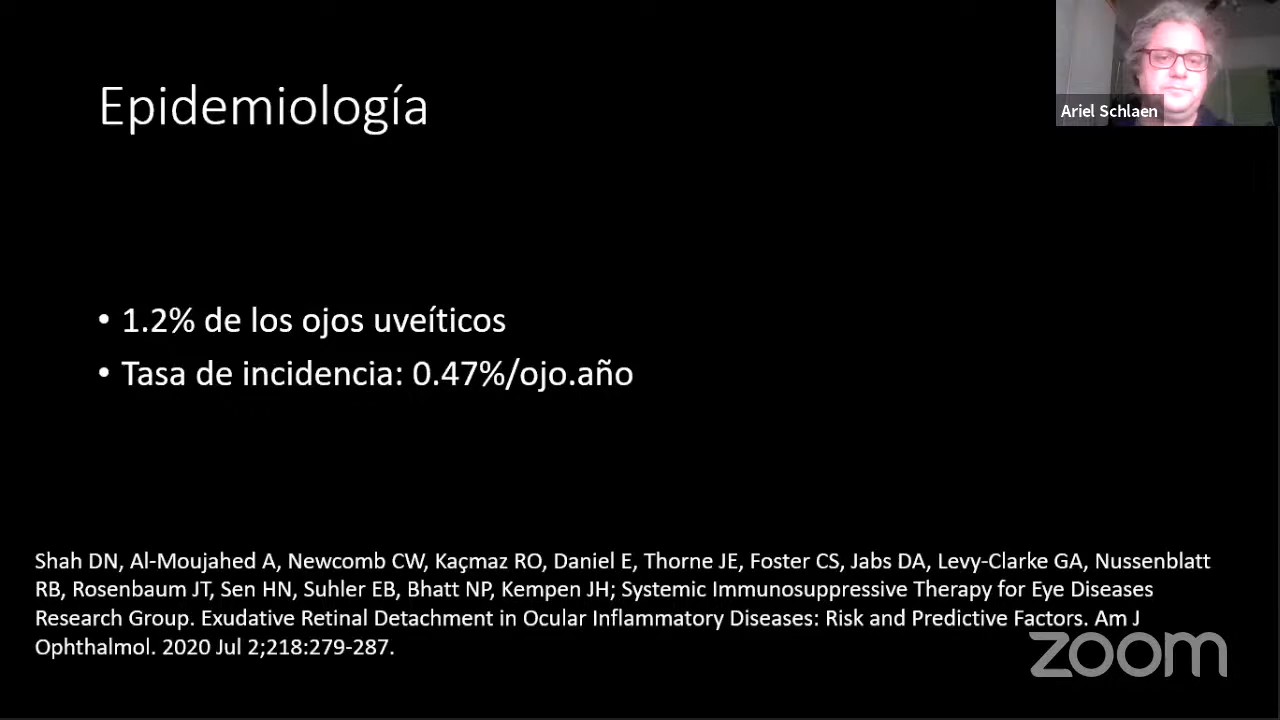 Epidemiología
Ariel Schlaen
• 1.2% de los ojos uveíticos
• Tasa de incidencia: 0.47%/ojo.año
Shah DN, Al-Moujahed A, Newcomb CW, Kaçmaz RO, Daniel E, Thorne JE, Foster CS, Jabs DA, Levy-Clarke GA, Nussenblatt
RB, Rosenbaum JT, Sen HN, Suhler EB, Bhatt NP, Kempen JH; Systemic Immunosuppressive Therapy for Eye Diseases
Research Group. Exudative Retinal Detachment in Ocular Inflammatory Diseases: Risk and Predictive Factors. Am J
Ophthalmol. 2020 Jul 2;218:279-287.
zoom